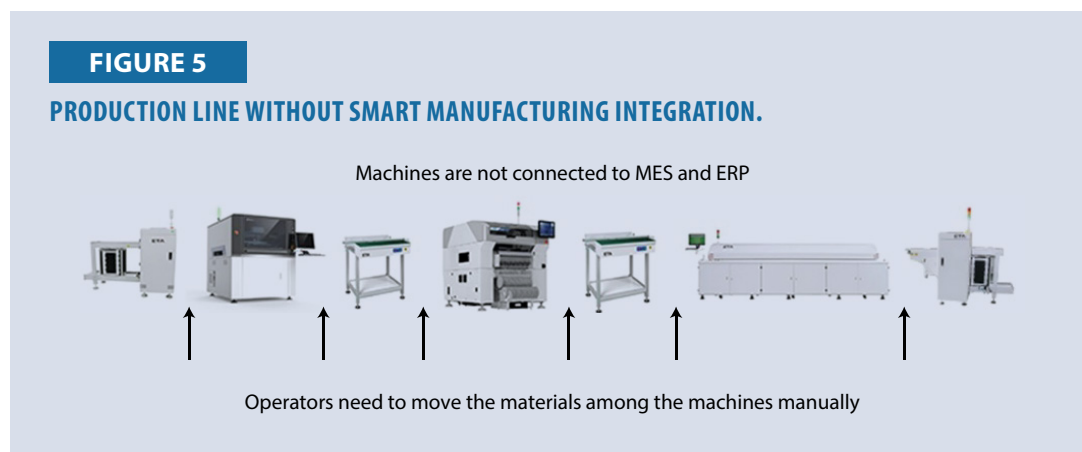 FIGURE 5
PRODUCTION LINE WITHOUT SMART MANUFACTURING INTEGRATION.
Machines are not connected to MES and ERP
ETA
Operators need to move the materials among the machines manually